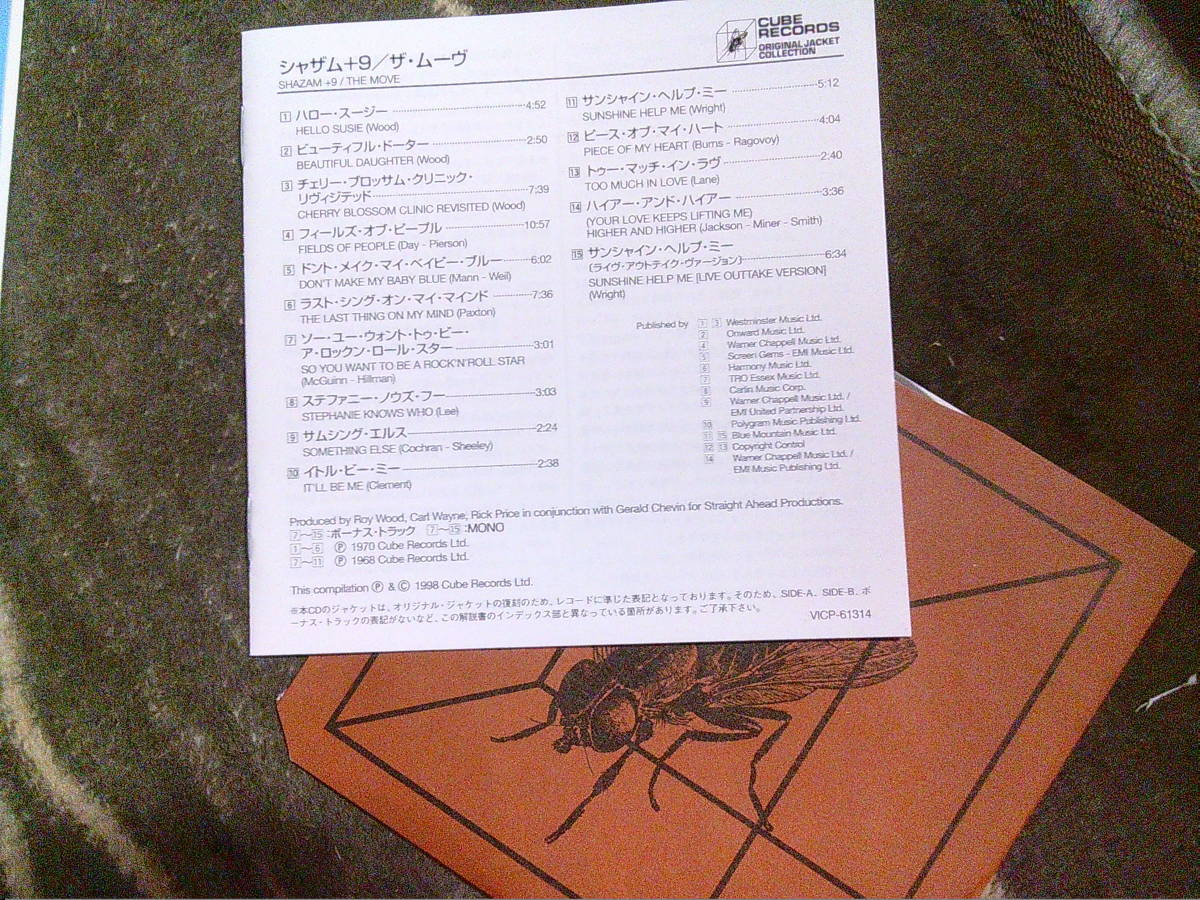 シャザム+9/ザ・ムーヴ
SHAZAM +9 / THE MOVE
CUBE
RECORDS
ORIGINAL JACKET
COLLECTION
1 ハロー・スージー 4:52
HELLO SUSIE (Wood)
2 ビューティフル・ドーター 2:50
BEAUTIFUL DAUGHTER (Wood)
3 チェリー・ブロッサム・クリニック・
リヴィジテッド 7:39
CHERRY BLOSSOM CLINIC REVISITED (Wood)
4 フィールズ・オブ・ピープル 10:57
FIELDS OF PEOPLE (Day - Pierson)
5 ドント・メイク・マイ・ベイビー・ブルー 6:02
DON'T MAKE MY BABY BLUE (Mann - Weil)
6 ラスト・シング・オン・マイ・マインド 7:36
THE LAST THING ON MY MIND (Paxton)
7 ソー・ユー・ウォント・トゥ・ビー・
ア・ロックン・ロール・スター 3:01
SO YOU WANT TO BE A ROCK'N'ROLL STAR
(McGuinn - Hillman)
8 ステファニー・ノウズ・フー 3:03
STEPHANIE KNOWS WHO (Lee)
9 サムシング・エルス 2:24
SOMETHING ELSE (Cochran - Sheeley)
10 イトル・ビー・ミー 2:38
IT'LL BE ME (Clement)
11 サンシャイン・ヘルプ・ミー 5:12
SUNSHINE HELP ME (Wright)
12 ピース・オブ・マイ・ハート 4:04
PIECE OF MY HEART (Burns - Ragovoy)
13 トゥー・マッチ・イン・ラヴ 2:40
TOO MUCH IN LOVE (Lane)
14 ハイアー・アンド・ハイアー 3:36
(YOUR LOVE KEEPS LIFTING ME)
HIGHER AND HIGHER (Jackson - Miner - Smith)
15 サンシャイン・ヘルプ・ミー
〔ライヴ・アウトテイク・ヴァージョン〕 6:34
SUNSHINE HELP ME [LIVE OUTTAKE VERSION]
(Wright)
Published by 1 3 Westminster Music Ltd.
2 Onward Music Ltd.
4 Warner Chappell Music Ltd.
5 Screen Gems - EMI Music Ltd.
6 Harmony Music Ltd.
7 TRO Essex Music Ltd.
8 Carlin Music Corp.
9 Warner Chappell Music Ltd. /
EMI United Partnership Ltd.
10 Polygram Music Publishing Ltd.
11 15 Blue Mountain Music Ltd.
12 13 Copyright Control
14 Warner Chappell Music Ltd. /
EMI Music Publishing Ltd.
Produced by Roy Wood, Carl Wayne, Rick Price in conjunction with Gerald Chevin for Straight Ahead Productions.
7〜15:ボーナス・トラック 7〜15:MONO
1〜6 Ⓟ 1970 Cube Records Ltd.
7〜11 Ⓟ 1968 Cube Records Ltd.
This compilation Ⓟ & Ⓒ 1998 Cube Records Ltd.
※本CDのジャケットは、オリジナル・ジャケットの復刻のため、レコードに準じた表記となっております。そのため、SIDE-A、SIDE-B、ボ
ーナス・トラックの表記がないなど、この解説書のインデックス部と異なっている箇所があります。ご了承下さい。
VICP-61314